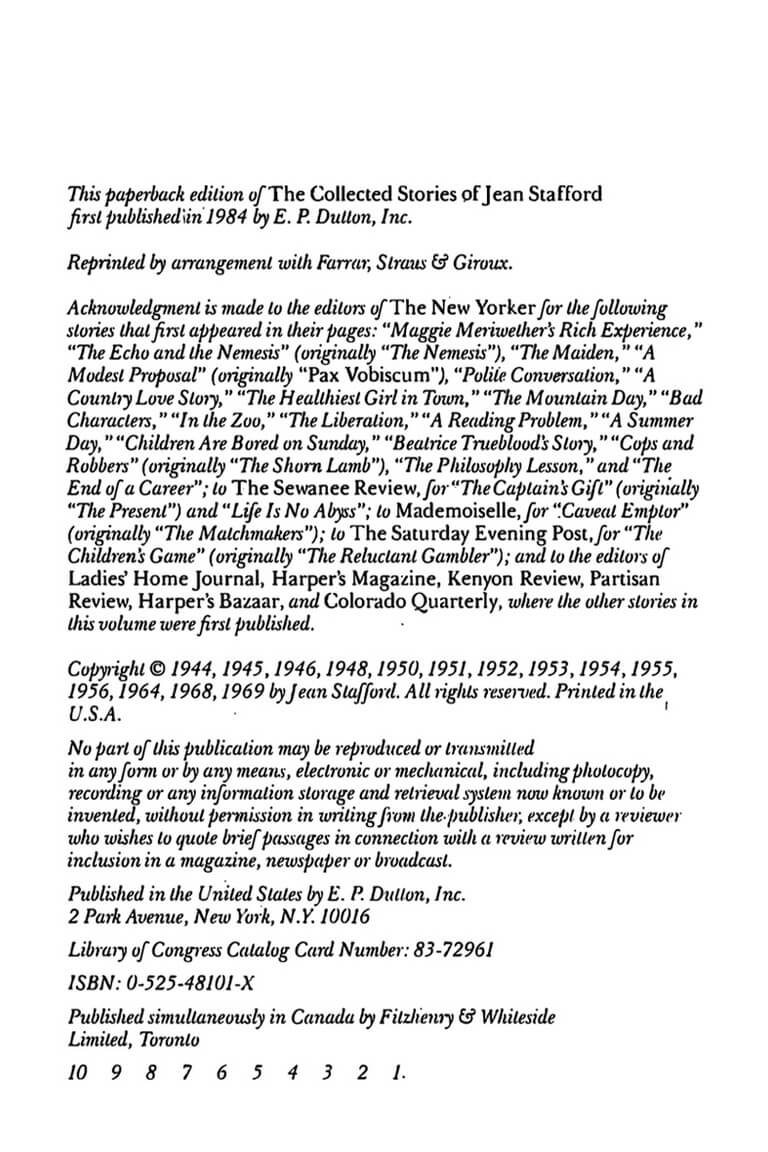 This paperback edition of The Collected Stories of Jean Stafford
first published in 1984 by E. P. Dutton, Inc.
Reprinted by arrangement with Farrar, Straus & Giroux.
Acknowledgment is made to the editors of The New Yorker for the following
stories that first appeared in their pages: “Maggie Meriwether's Rich Experience,”
“The Echo and the Nemesis” (originally “The Nemesis”), “The Maiden,” “A
Modest Proposal” (originally “Pax Vobiscum”), “Polite Conversation,” “A
Country Love Story,” “The Healthiest Girl in Town,” “The Mountain Day,” “Bad
Characters,” “In the Zoo,” “The Liberation,” “A Reading Problem,” “A Summer
Day,” “Children Are Bored on Sunday,” “Beatrice Trueblood's Story,” “Cops and
Robbers” (originally “The Shorn Lamb”), “The Philosophy Lesson,” and “The
End of a Career”; to The Sewanee Review, for “The Captain's Gift” (originally
“The Present”) and “Life Is No Abyss”; to Mademoiselle, for “Caveat Emptor”
(originally “The Matchmakers”); to The Saturday Evening Post, for “The
Children's Game” (originally “The Reluctant Gambler”); and to the editors of
Ladies' Home Journal, Harper's Magazine, Kenyon Review, Partisan
Review, Harper's Bazaar, and Colorado Quarterly, where the other stories in
this volume were first published.
Copyright © 1944, 1945, 1946, 1948, 1950, 1951, 1952, 1953, 1954, 1955,
1956, 1964, 1968, 1969 by Jean Stafford. All rights reserved. Printed in the
U.S.A.
No part of this publication may be reproduced or transmitted
in any form or by any means, electronic or mechanical, including photocopy,
recording or any information storage and retrieval system now known or to be
invented, without permission in writing from the publisher, except by a reviewer
who wishes to quote brief passages in connection with a review written for
inclusion in a magazine, newspaper or broadcast.
Published in the United States by E. P. Dutton, Inc.
2 Park Avenue, New York, N.Y. 10016
Library of Congress Catalog Card Number: 83-72961
ISBN: 0-525-48101-X
Published simultaneously in Canada by Fitzhenry & Whiteside
Limited, Toronto
10 9 8 7 6 5 4 3 2 1.